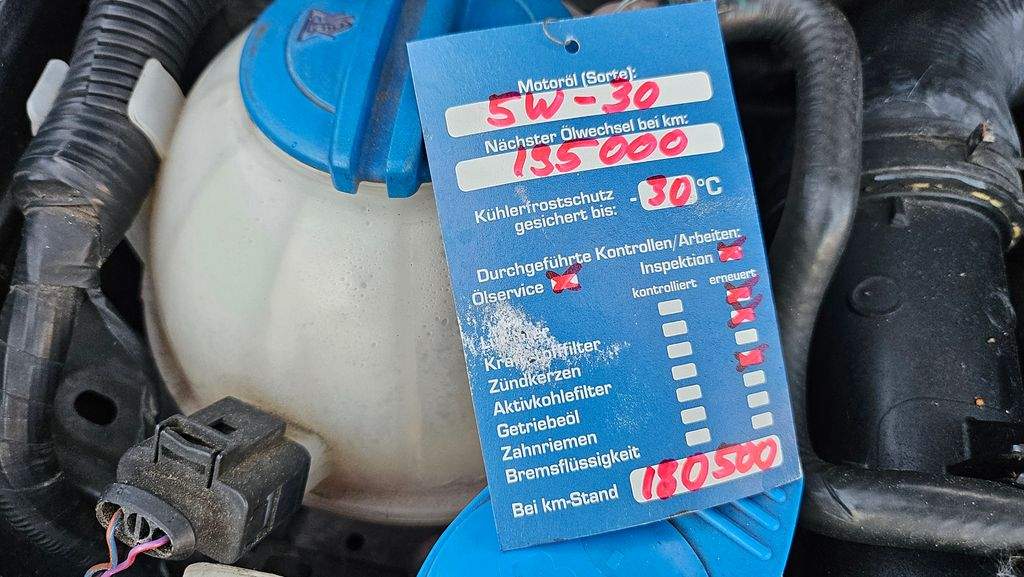 Motoröl (Sorte):
5W-30
Nächster Ölwechsel bei km:
195000
Kühlerfrostschutz
gesichert bis: -30°C
Durchgeführte Kontrollen/Arbeiten:
Ölservice Inspektion
kontrolliert erneuert
Zündkerzen
Aktivkohlefilter
Getriebeöl
Zahnriemen
Bremsflüssigkeit
Bei km-Stand 180500